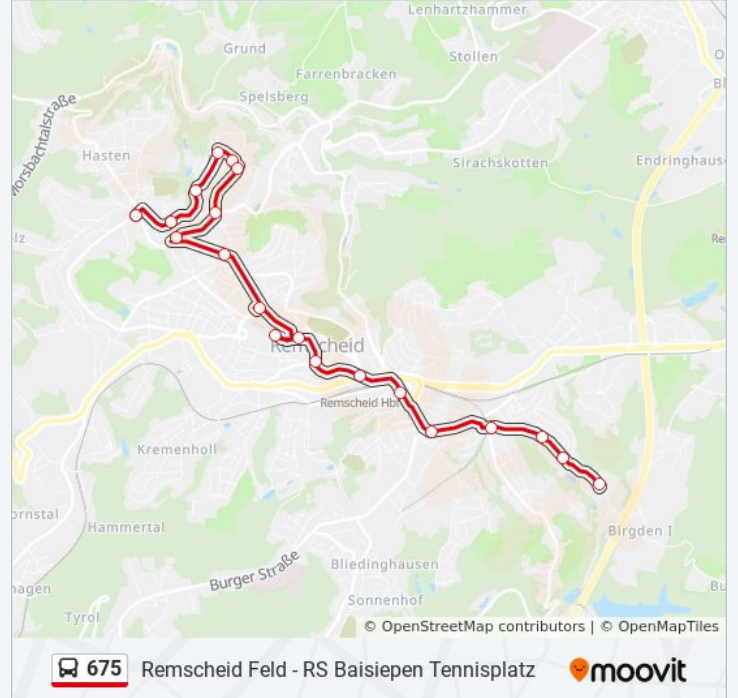 Lenhartzhammer
Grund
Stollen
Farrenbracken
Spelsberg
Morsbachtalstraße
Hasten
Sirachskotten
Endringhaus
Remscheid
Remscheid Hbf
Kremenholl
Hammertal
Birgden I
Burger Straße
Bliedinghausen
Sonnenhof
Tyrol
© OpenStreetMap contributors | © OpenMapTiles
675 Remscheid Feld - RS Baisiepen Tennisplatz moovit